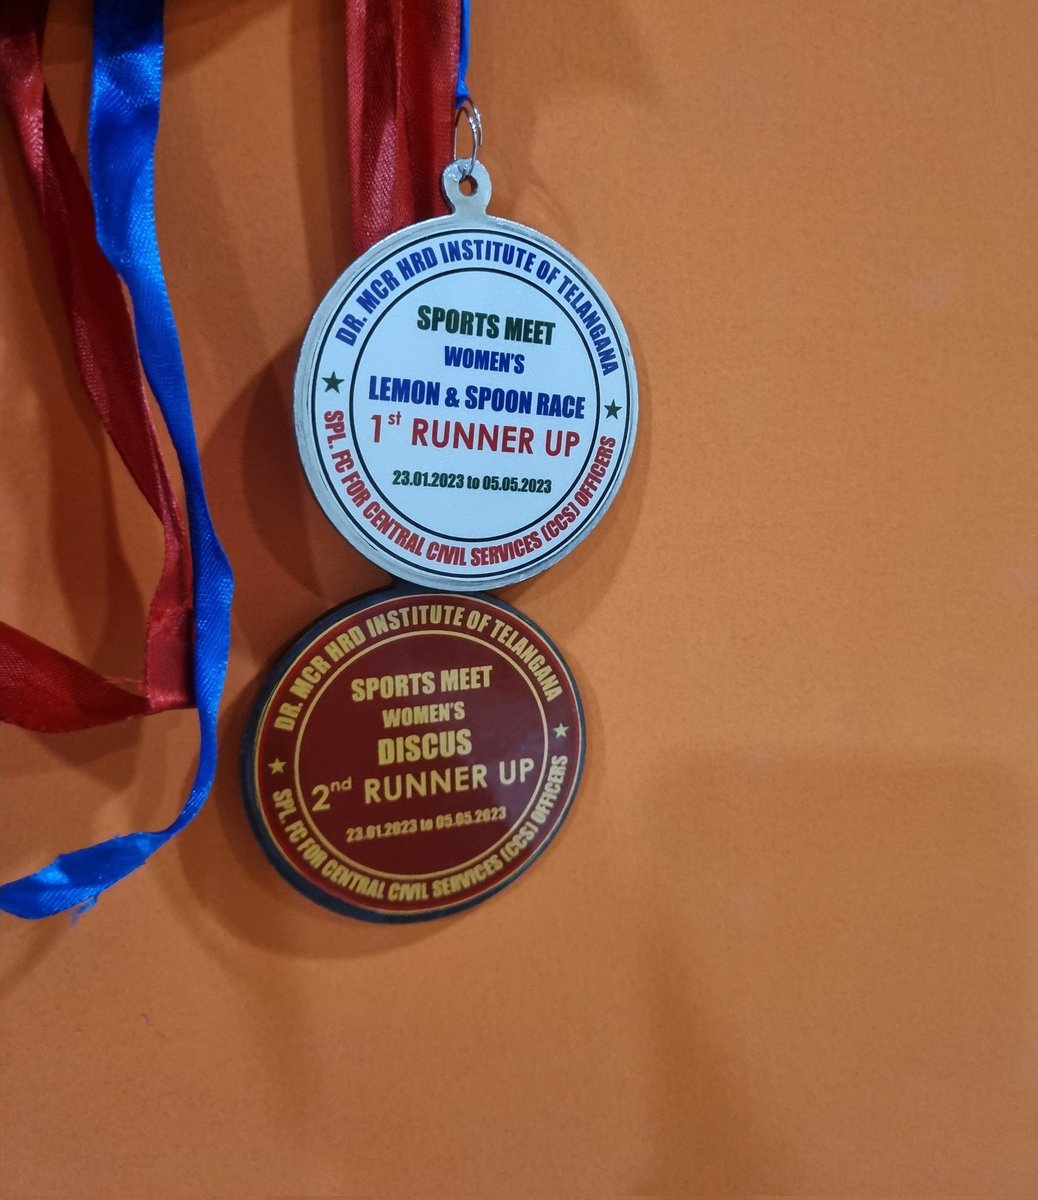 DR. MCR HRD INSTITUTE OF TELANGANA
SPORTS MEET
WOMEN'S
LEMON & SPOON RACE
1st RUNNER UP
23.01.2023 to 05.05.2023
SPL. FC FOR CENTRAL CIVIL SERVICES (CCS) OFFICERS
DR. MCR HRD INSTITUTE OF TELANGANA
SPORTS MEET
WOMEN'S
DISCUS
2nd RUNNER UP
23.01.2023 to 05.05.2023
SPL. FC FOR CENTRAL CIVIL SERVICES (CCS) OFFICERS